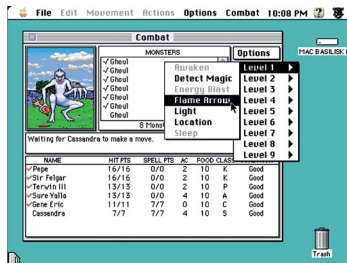 File Edit Movement Actions Options Combat 10:08 PM
Combat
MONSTERS
Options
MAC BASILISK
✓Ghoul
✓Ghoul
✓Ghoul
✓Ghoul
✓Ghoul
✓Ghoul
8 Monst
Awaken
Detect Magic
Energy Blast
Flame Arrow
Light
Location
Sleep
Level 1
Level 2
Level 3
Level 4
Level 5
Level 6
Level 7
Level 8
Level 9
Waiting for Cassandra to make a move.
NAME HIT PTS SPELL PTS AC FOOD CLASS
✓Pepe 16/16 0/0 2 10 K Good
✓Sir Felgar 16/16 0/0 2 10 K Good
✓Tervin III 13/13 0/0 2 10 P Good
✓Sure Valla 13/13 0/0 4 10 A Good
✓Gene Eric 11/11 7/7 0 10 C Good
Cassandra 7/7 7/7 4 10 S Good
Trash